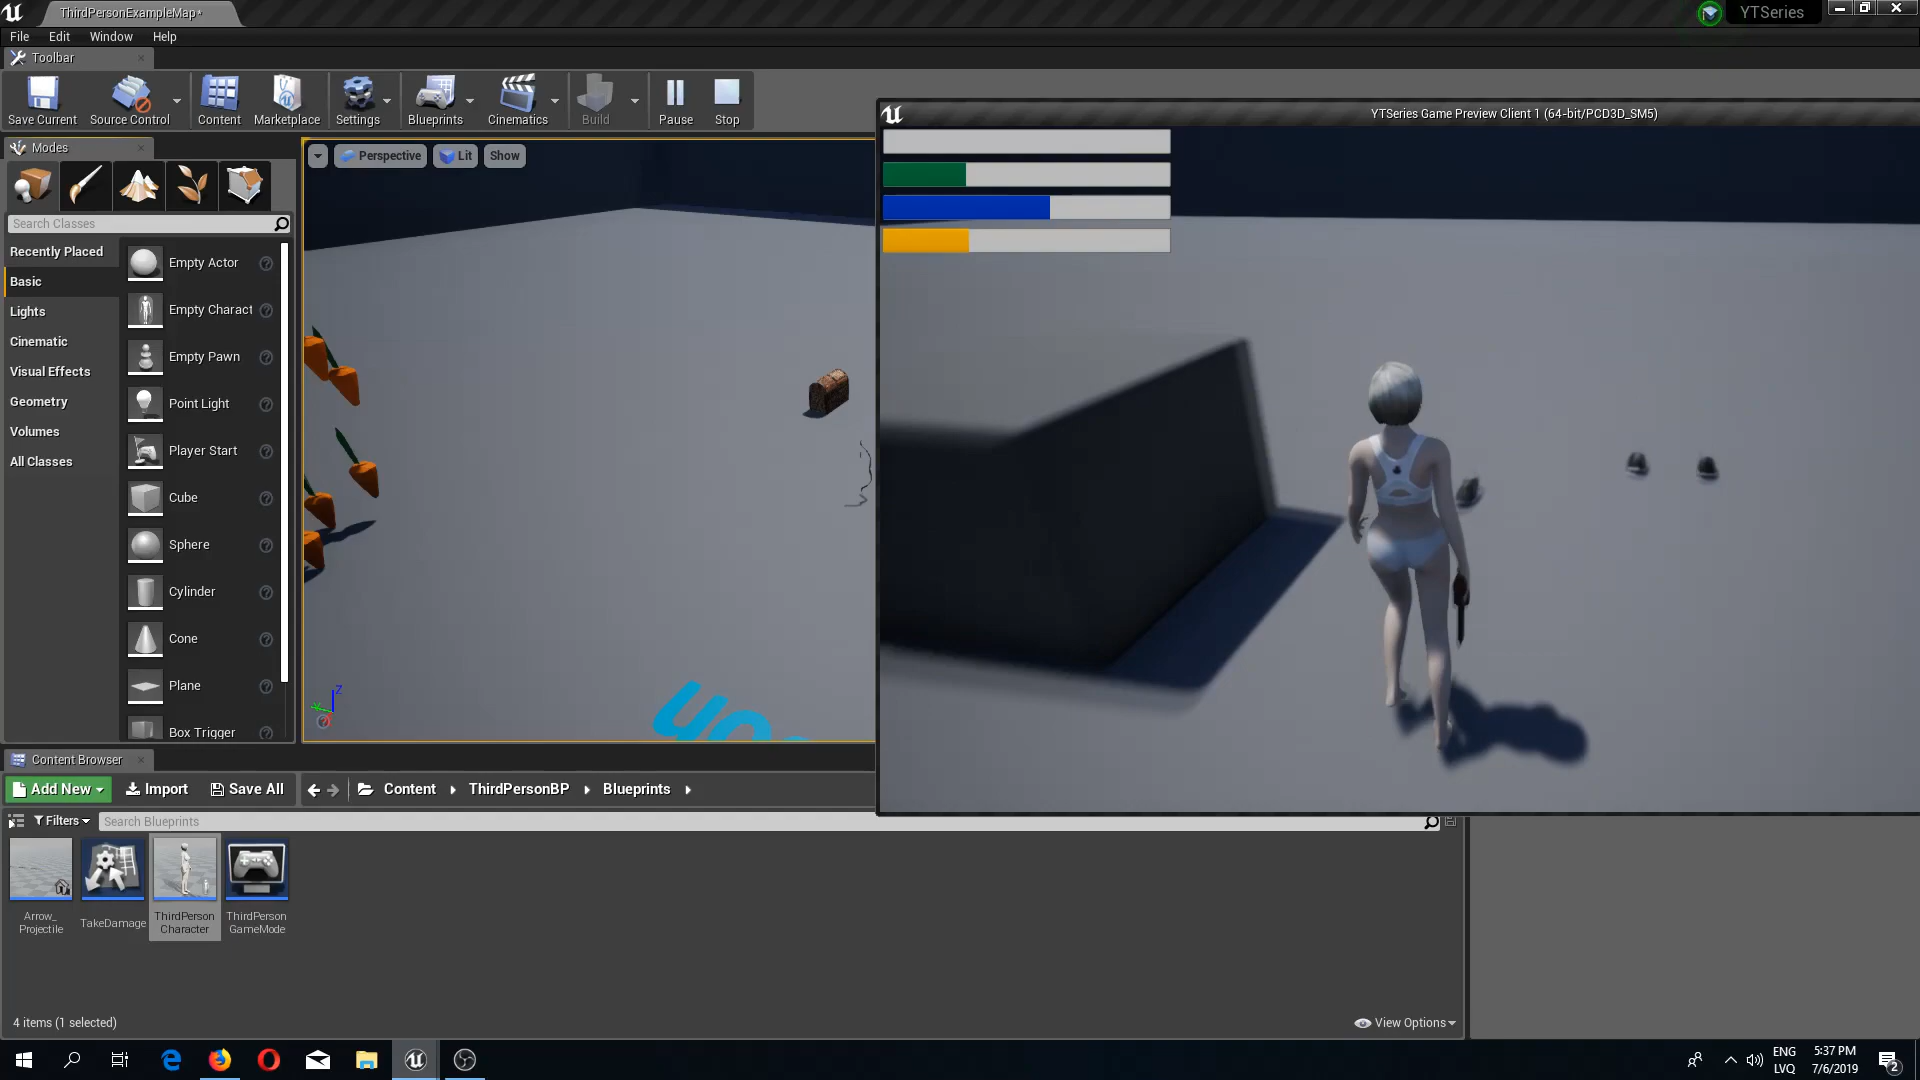 ThirdPersonExampleMap*
YTSeries
File Edit Window Help
Toolbar
Save Current Source Control Content Marketplace Settings Blueprints Cinematics Build Pause Stop
YTSeries Game Preview Client 1 (64-bit/PCD3D_SM5)
Modes
Perspective Lit Show
Search Classes
Recently Placed
Basic
Lights
Cinematic
Visual Effects
Geometry
Volumes
All Classes
Empty Actor
Empty Charact
Empty Pawn
Point Light
Player Start
Cube
Sphere
Cylinder
Cone
Plane
Box Trigger
Z
Content Browser
Add New Import Save All Content ThirdPersonBP Blueprints
Filters Search Blueprints
Arrow_
Projectile
TakeDamage
ThirdPerson
Character
ThirdPerson
GameMode
4 items (1 selected)
View Options
ENG
LVQ
5:37 PM
7/6/2019
2